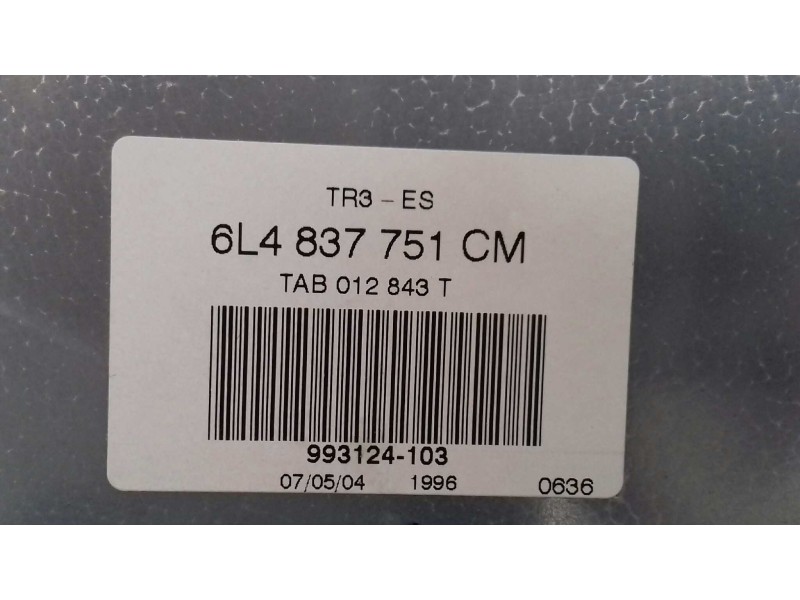 TR3 - ES
6L4 837 751 CM
TAB 012 843 T
993124-103
07/05/04 1996 0636